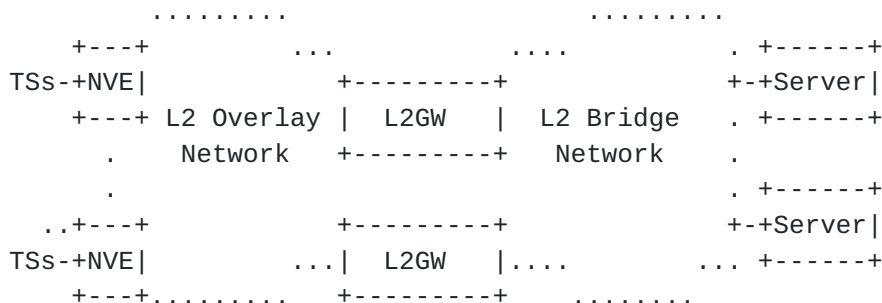 .........                   .........
    +---+         ...           ....          . +------+
TSs-+NVE|            +---------+             +-+Server|
    +---+ L2 Overlay |  L2GW   |  L2 Bridge   . +------+
      .    Network   +---------+   Network    .
      .                                       . +------+
   ..+---+            +---------+             +-+Server|
TSs-+NVE|         ...|  L2GW   |....      ... +------+
    +---+.........   +---------+    ........